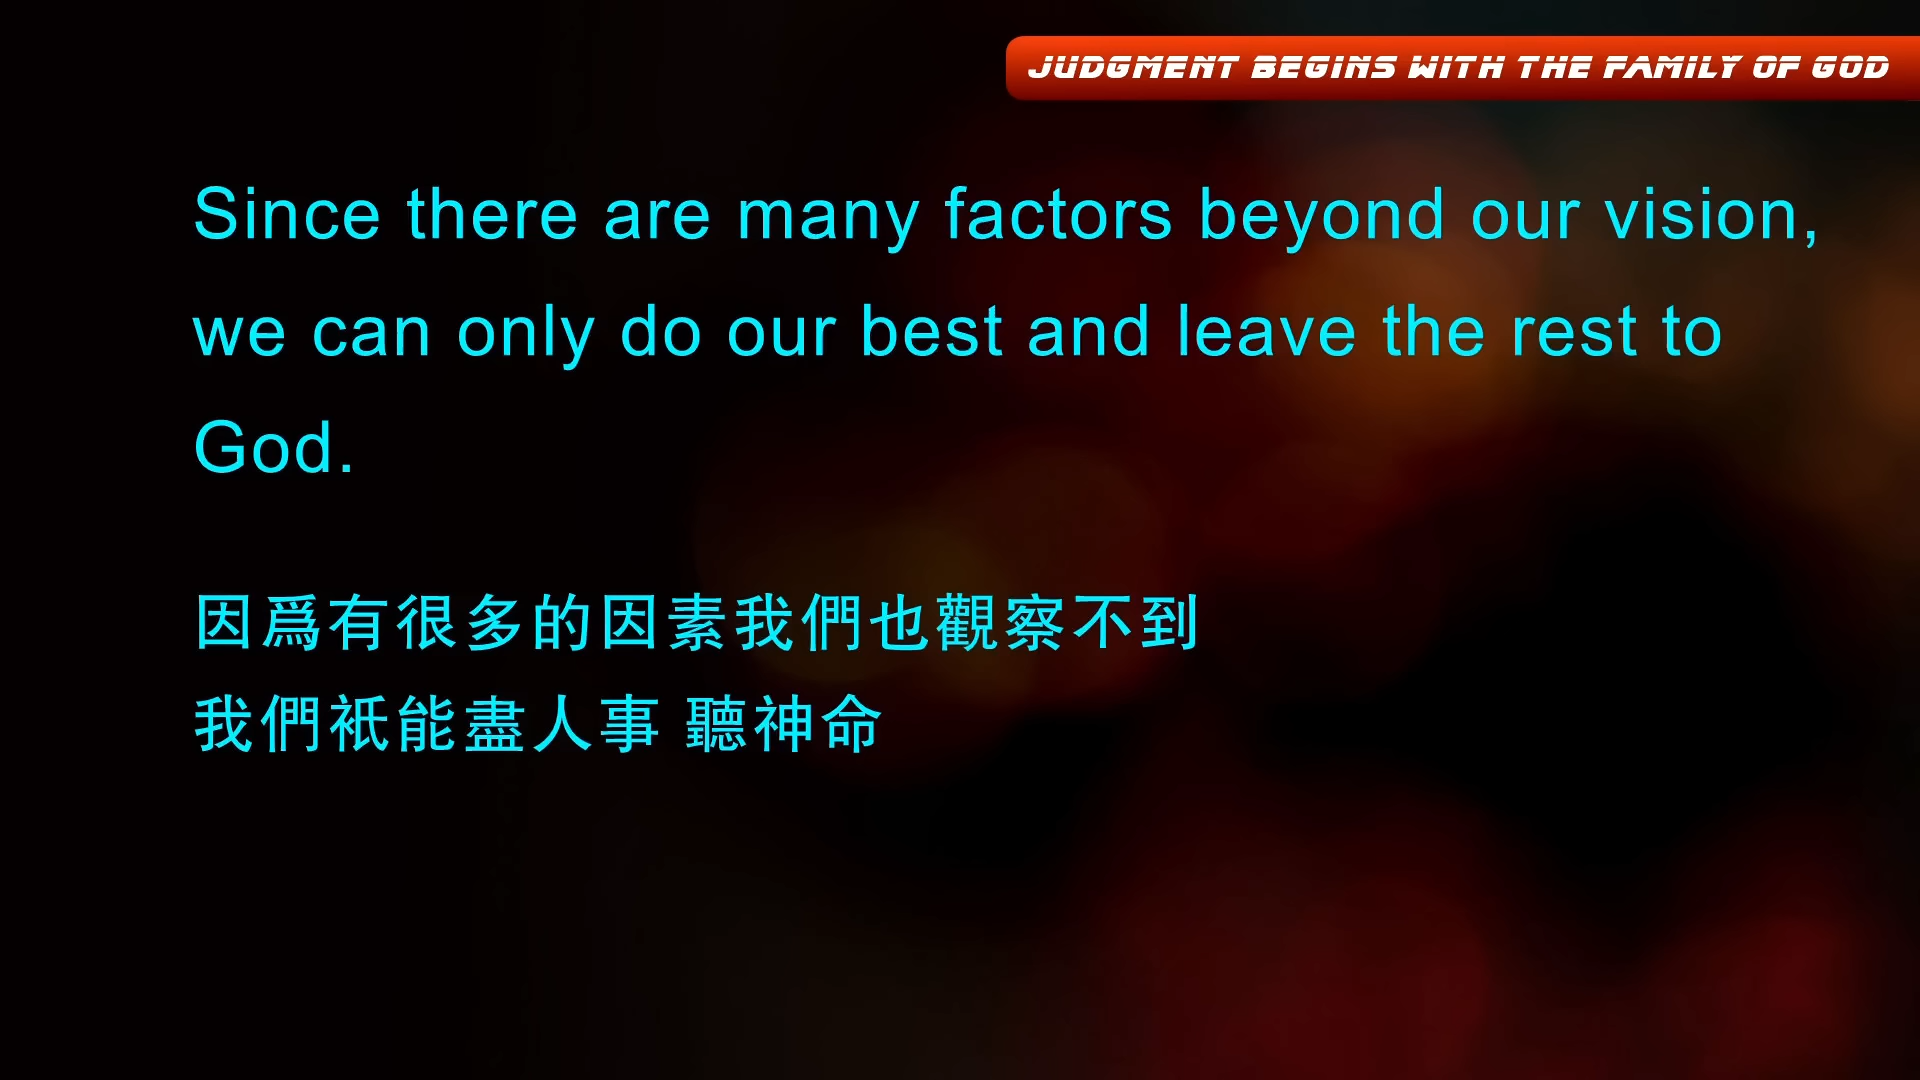 JUDGMENT BEGINS WITH THE FAMILY OF GOD
Since there are many factors beyond our vision,
we can only do our best and leave the rest to
God.
因爲有很多的因素我們也觀察不到
我們衹能盡人事 聽神命